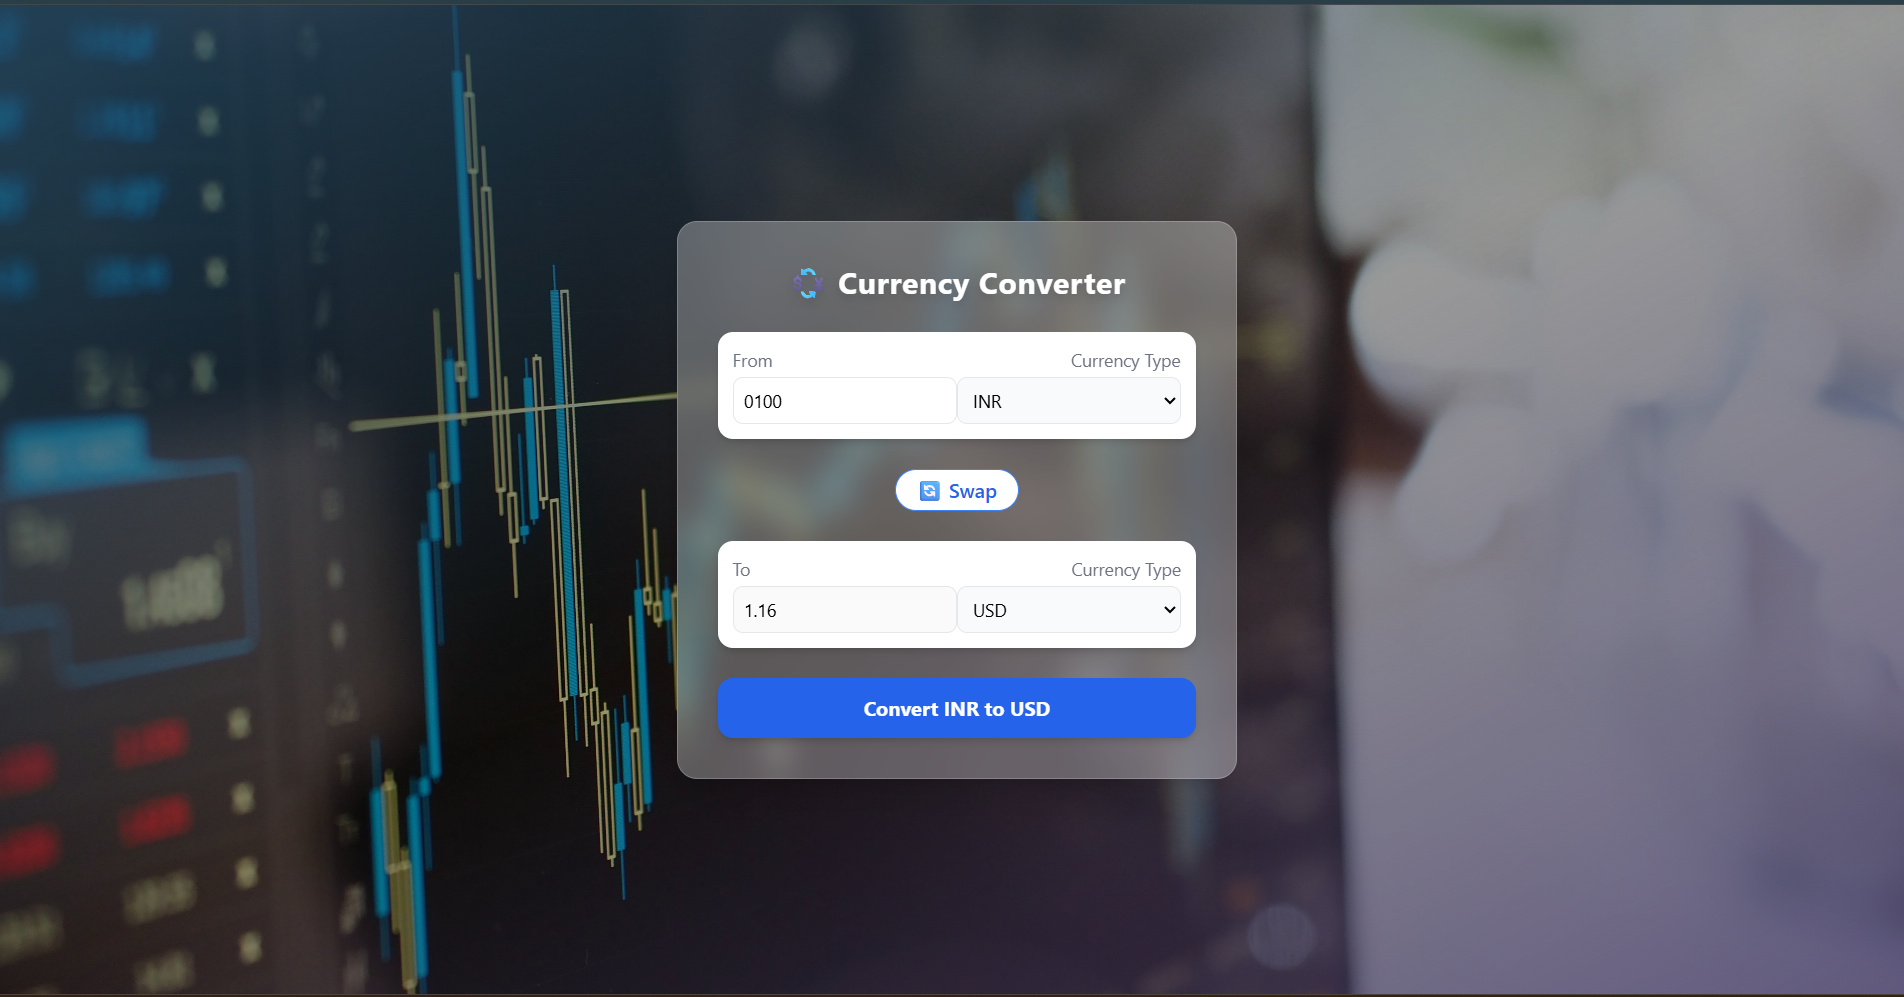 Currency Converter
From Currency Type
0100 INR
Swap
To Currency Type
1.16 USD
Convert INR to USD